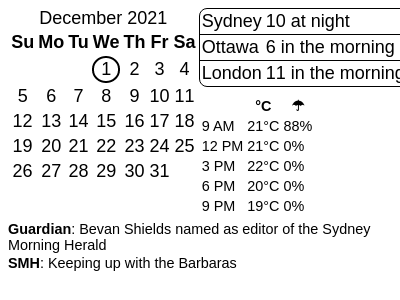 December 2021
Su Mo Tu We Th Fr Sa
1 2 3 4
5 6 7 8 9 10 11
12 13 14 15 16 17 18
19 20 21 22 23 24 25
26 27 28 29 30 31
Sydney 10 at night
Ottawa 6 in the morning
London 11 in the morning
°C ☂
9 AM 21°C 88%
12 PM 21°C 0%
3 PM 22°C 0%
6 PM 20°C 0%
9 PM 19°C 0%
Guardian: Bevan Shields named as editor of the Sydney
Morning Herald
SMH: Keeping up with the Barbaras